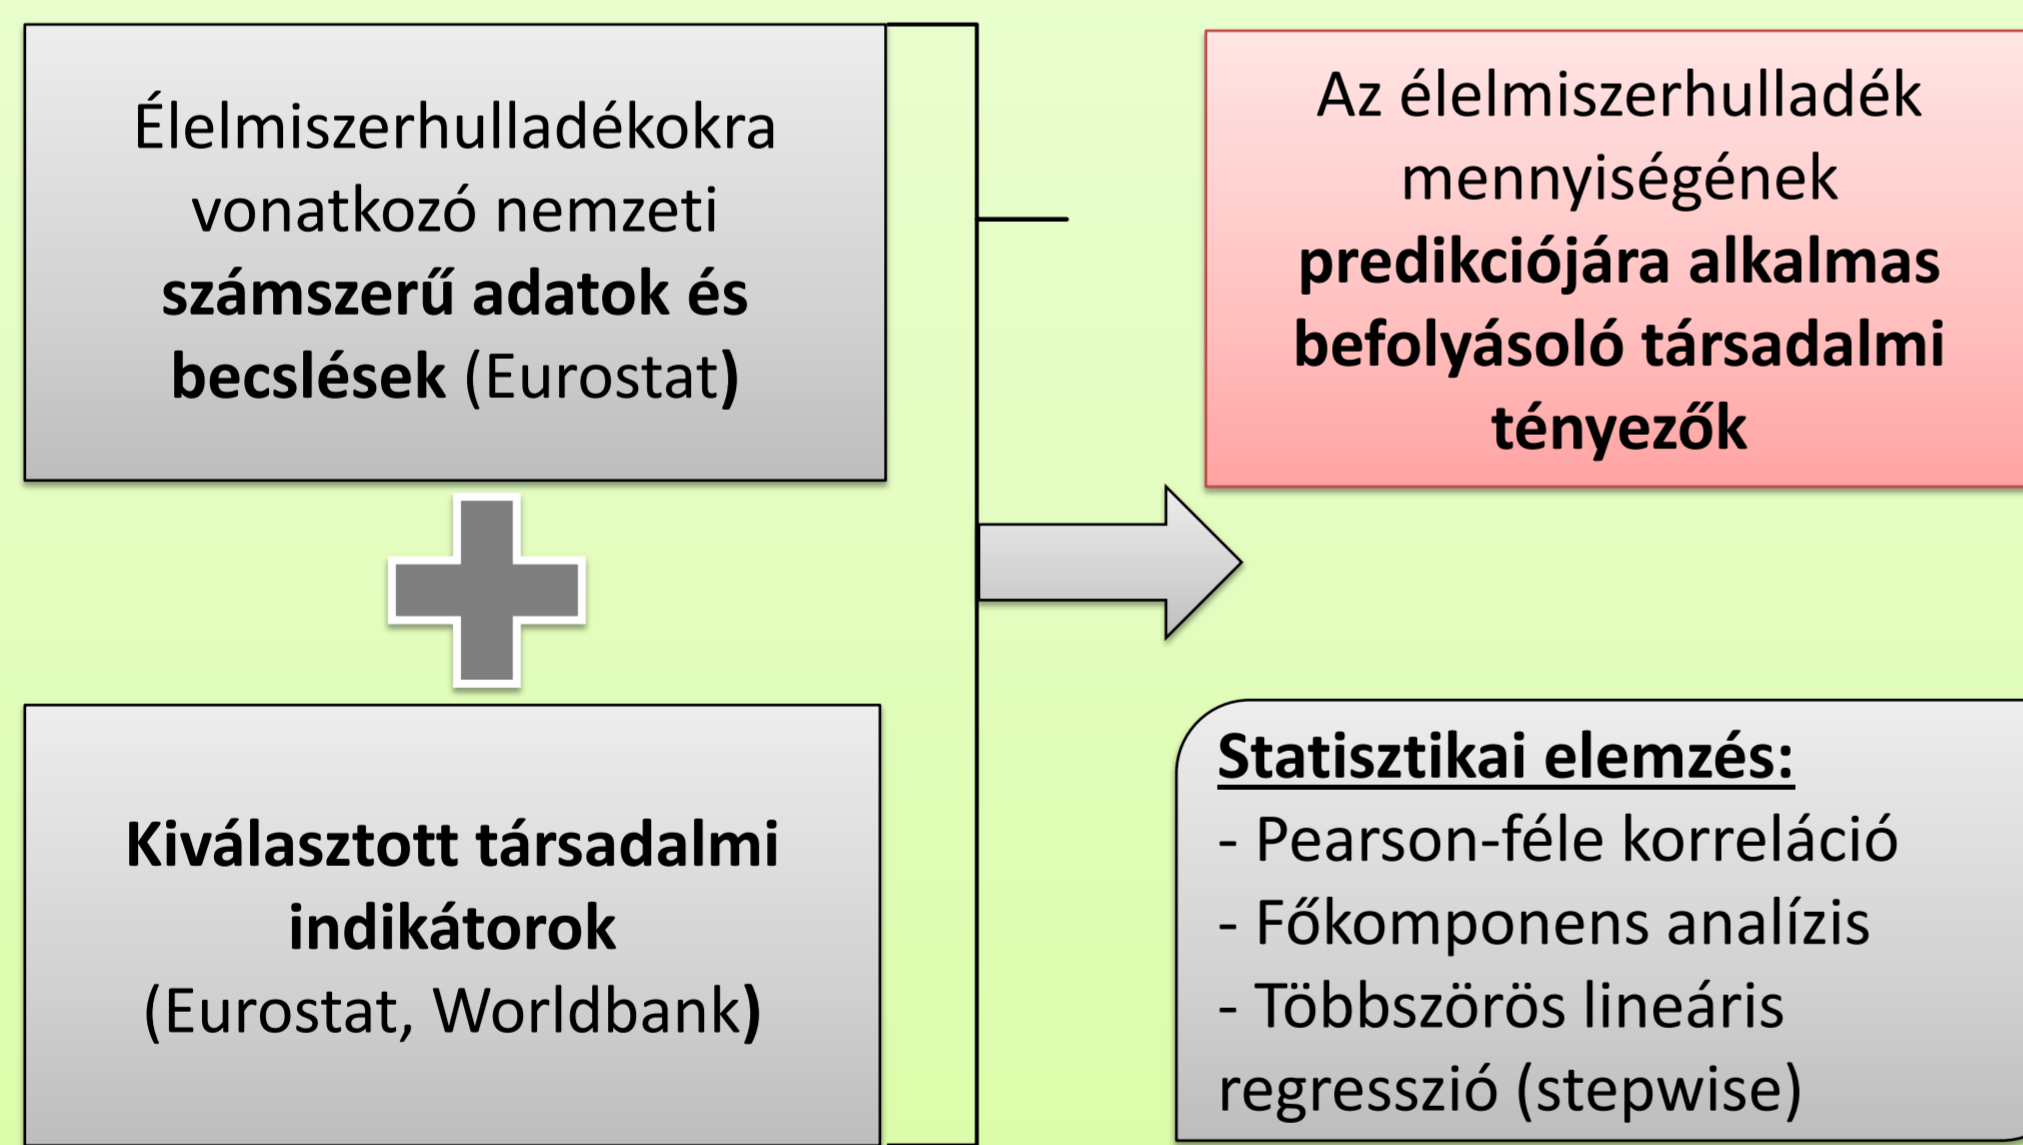 Élelmiszerhulladékokra
vonatkozó nemzeti
számszerű adatok és
becslések (Eurostat)
Kiválasztott társadalmi
indikátorok
(Eurostat, Worldbank)
Az élelmiszerhulladék
mennyiségének
predikciójára alkalmas
befolyásoló társadalmi
tényezők
Statisztikai elemzés:
- Pearson-féle korreláció
- Főkomponens analízis
- Többszörös lineáris
regresszió (stepwise)